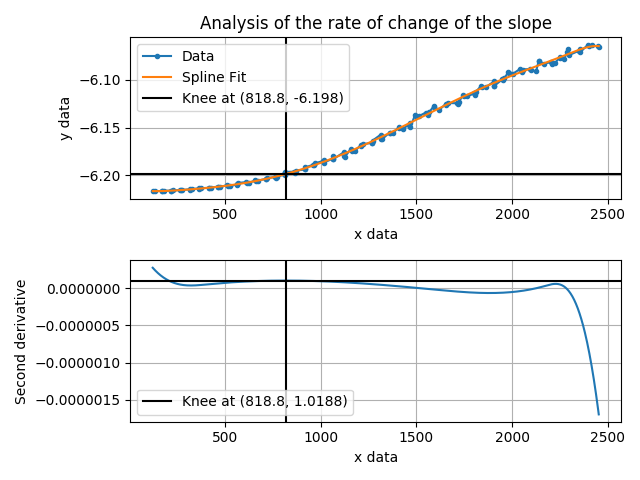 Analysis of the rate of change of the slope
Data
Spline Fit
Knee at (818.8, -6.198)
y data
−6.10
−6.15
−6.20
500 1000 1500 2000 2500
x data
Second derivative
0.0000000
−0.0000005
−0.0000010
−0.0000015
Knee at (818.8, 1.0188)
500 1000 1500 2000 2500
x data